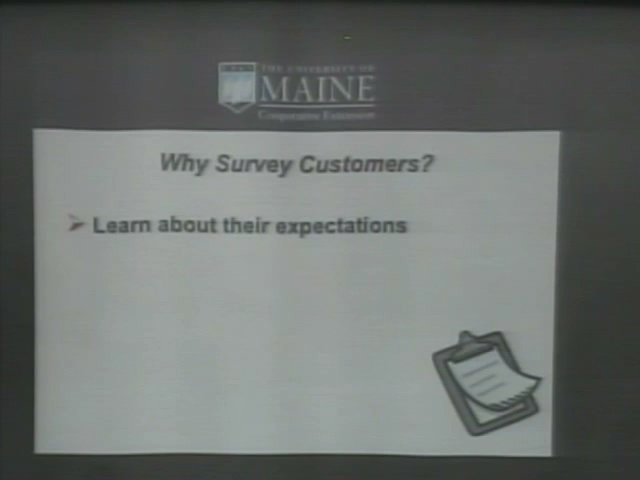 THE UNIVERSITY OF
MAINE
Cooperative Extension
Why Survey Customers?
Learn about their expectations